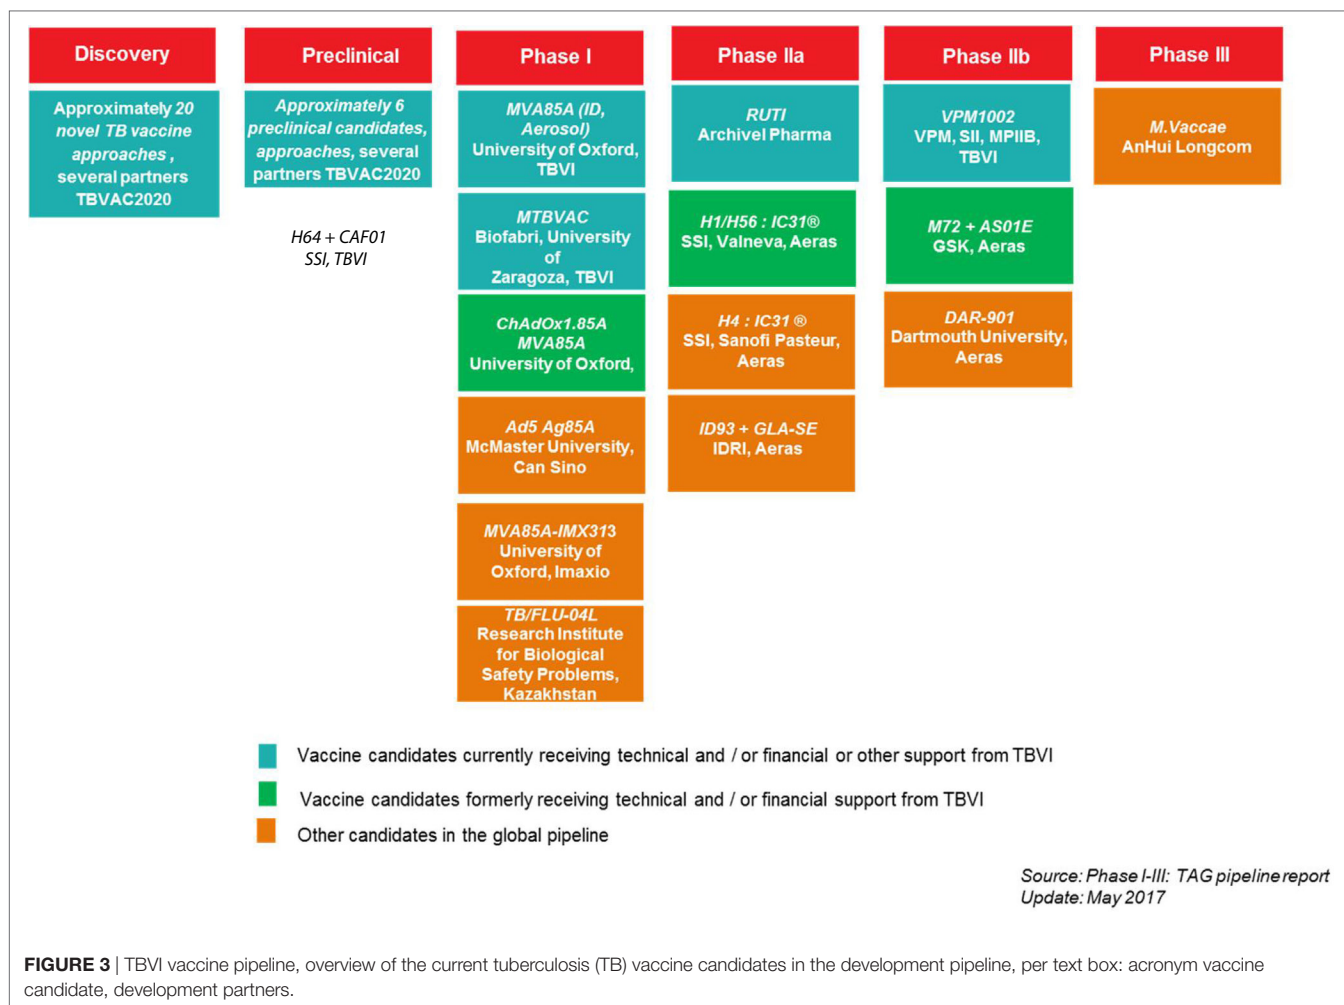 Discovery
Approximately 20
novel TB vaccine
approaches ,
several partners
TBVAC2020
Preclinical
Approximately 6
preclinical candidates,
approaches, several
partners TBVAC2020
H64 + CAF01
SSI, TBVI
Phase I
MVA85A (ID,
Aerosol)
University of Oxford,
TBVI
MTBVAC
Biofabri, University
of
Zaragoza, TBVI
ChAdOx1.85A
MVA85A
University of Oxford,
Ad5 Ag85A
McMaster University,
Can Sino
MVA85A-IMX313
University of
Oxford, Imaxio
TB/FLU-04L
Research Institute
for Biological
Safety Problems,
Kazakhstan
Phase IIa
RUTI
Archivel Pharma
H1/H56 : IC31®
SSI, Valneva, Aeras
H4 : IC31 ®
SSI, Sanofi Pasteur,
Aeras
ID93 + GLA-SE
IDRI, Aeras
Phase IIb
VPM1002
VPM, SII, MPIIB,
TBVI
M72 + AS01E
GSK, Aeras
DAR-901
Dartmouth University,
Aeras
Phase III
M.Vaccae
AnHui Longcom
Vaccine candidates currently receiving technical and / or financial or other support from TBVI
Vaccine candidates formerly receiving technical and / or financial support from TBVI
Other candidates in the global pipeline
Source: Phase I-III: TAG pipeline report
Update: May 2017
FIGURE 3 | TBVI vaccine pipeline, overview of the current tuberculosis (TB) vaccine candidates in the development pipeline, per text box: acronym vaccine
candidate, development partners.